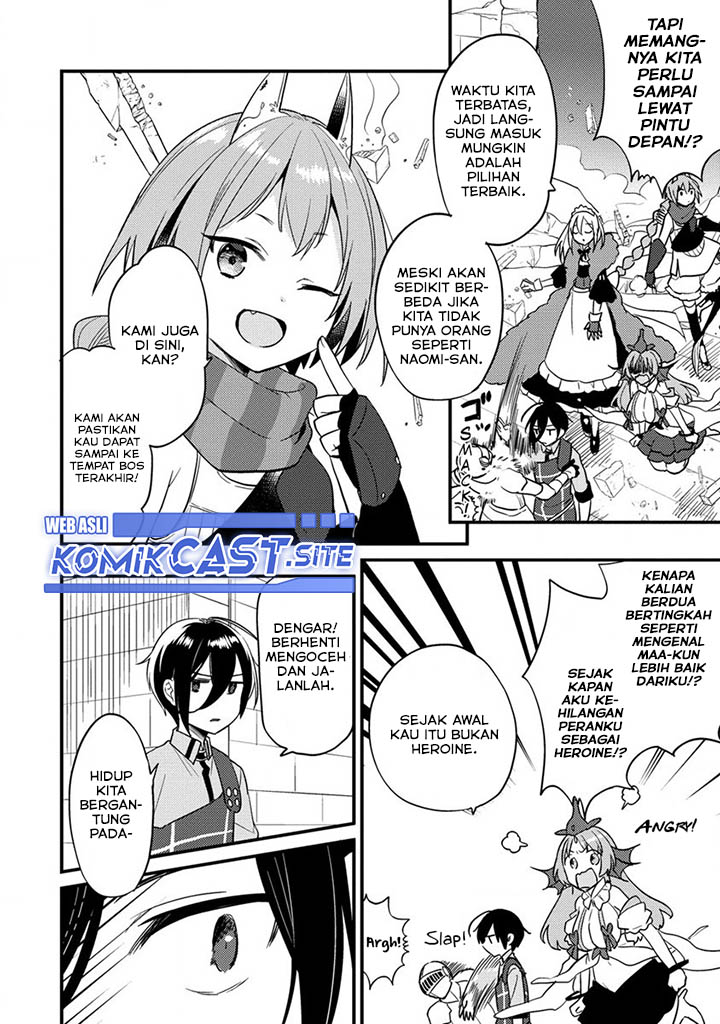 TAPI
MEMANG-
NYA KITA
PERLU
SAMPAI
LEWAT
PINTU
DEPAN!?
WAKTU KITA
TERBATAS,
JADI LANG-
SUNG MASUK
MUNGKIN
ADALAH
PILIHAN
TERBAIK.
MESKI AKAN
SEDIKIT BER-
BEDA JIKA
KITA TIDAK
PUNYA ORANG
SEPERTI
NAOMI-SAN.
ゴ
SMACK!
KAMI JUGA
DI SINI,
KAN?
KAMI AKAN
PASTIKAN
KAU DAPAT
SAMPAI KE
TEMPAT BOS
TERAKHIR!
WEB ASLI
KOMIKCAST.SITE
KENAPA
KALIAN
BERDUA
BERTINGKAH
SEPERTI
MENGENAL
MAA-KUN
LEBIH BAIK
DARIKU!?
SEJAK
KAPAN
AKU KE-
HILANGAN
PERANKU
SEBAGAI
HEROINE!?
SEJAK AWAL
KAU ITU BUKAN
HEROINE.
ANGRY!
Slap!
Argh!
DENGAR!
BERHENTI
MENGOCEH
DAN JA-
LANLAH.
HIDUP
KITA
BERGAN-
TUNG
PADA-